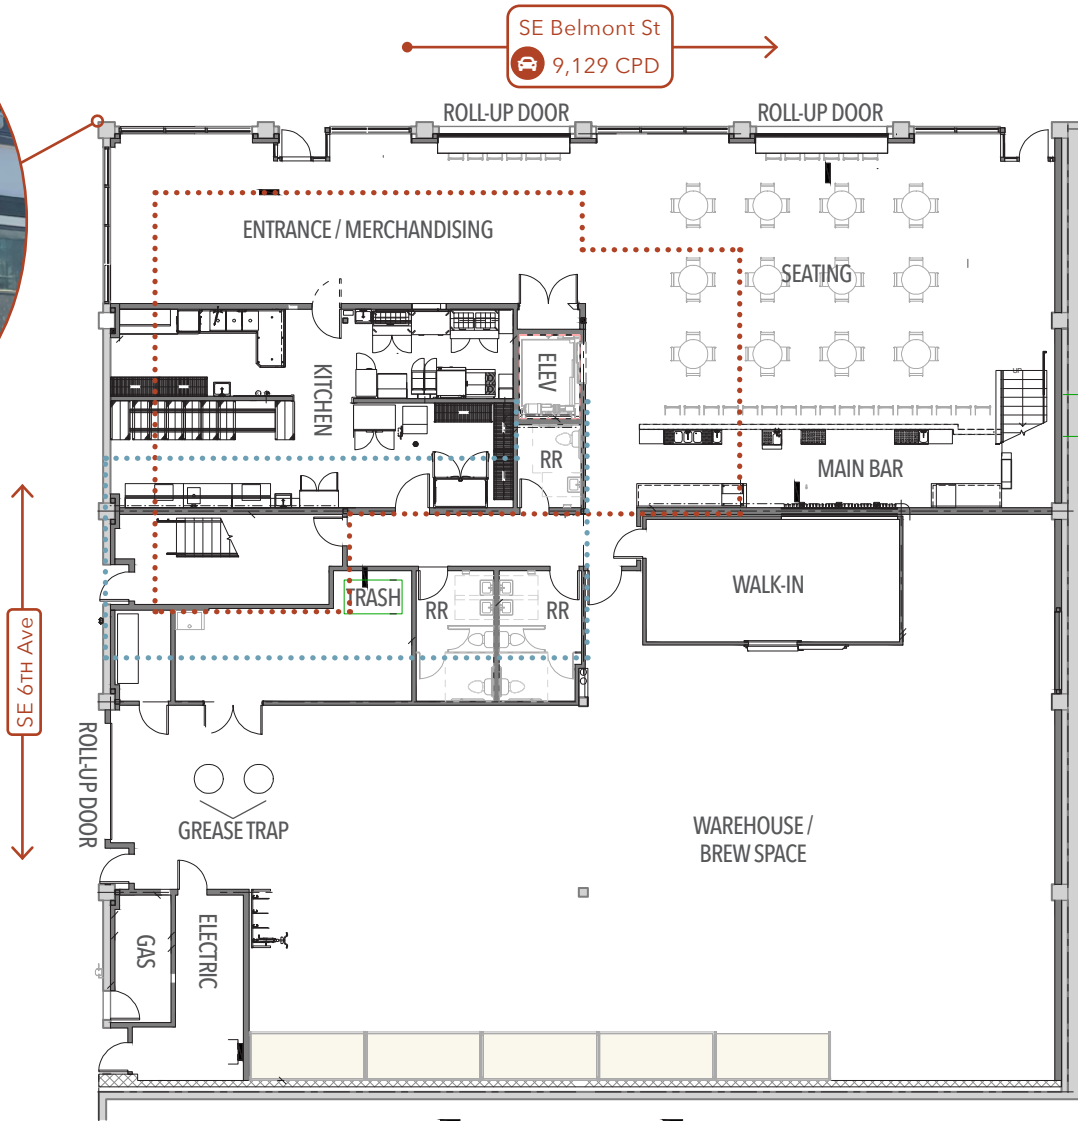 SE Belmont St
9,129 CPD
ROLL-UP DOOR
ROLL-UP DOOR
ENTRANCE / MERCHANDISING
SEATING
KITCHEN
ELEV
UP
RR
MAIN BAR
TRASH
RR
RR
WALK-IN
SE 6TH Ave
ROLL-UP DOOR
GREASE TRAP
WAREHOUSE /
BREW SPACE
GAS
ELECTRIC